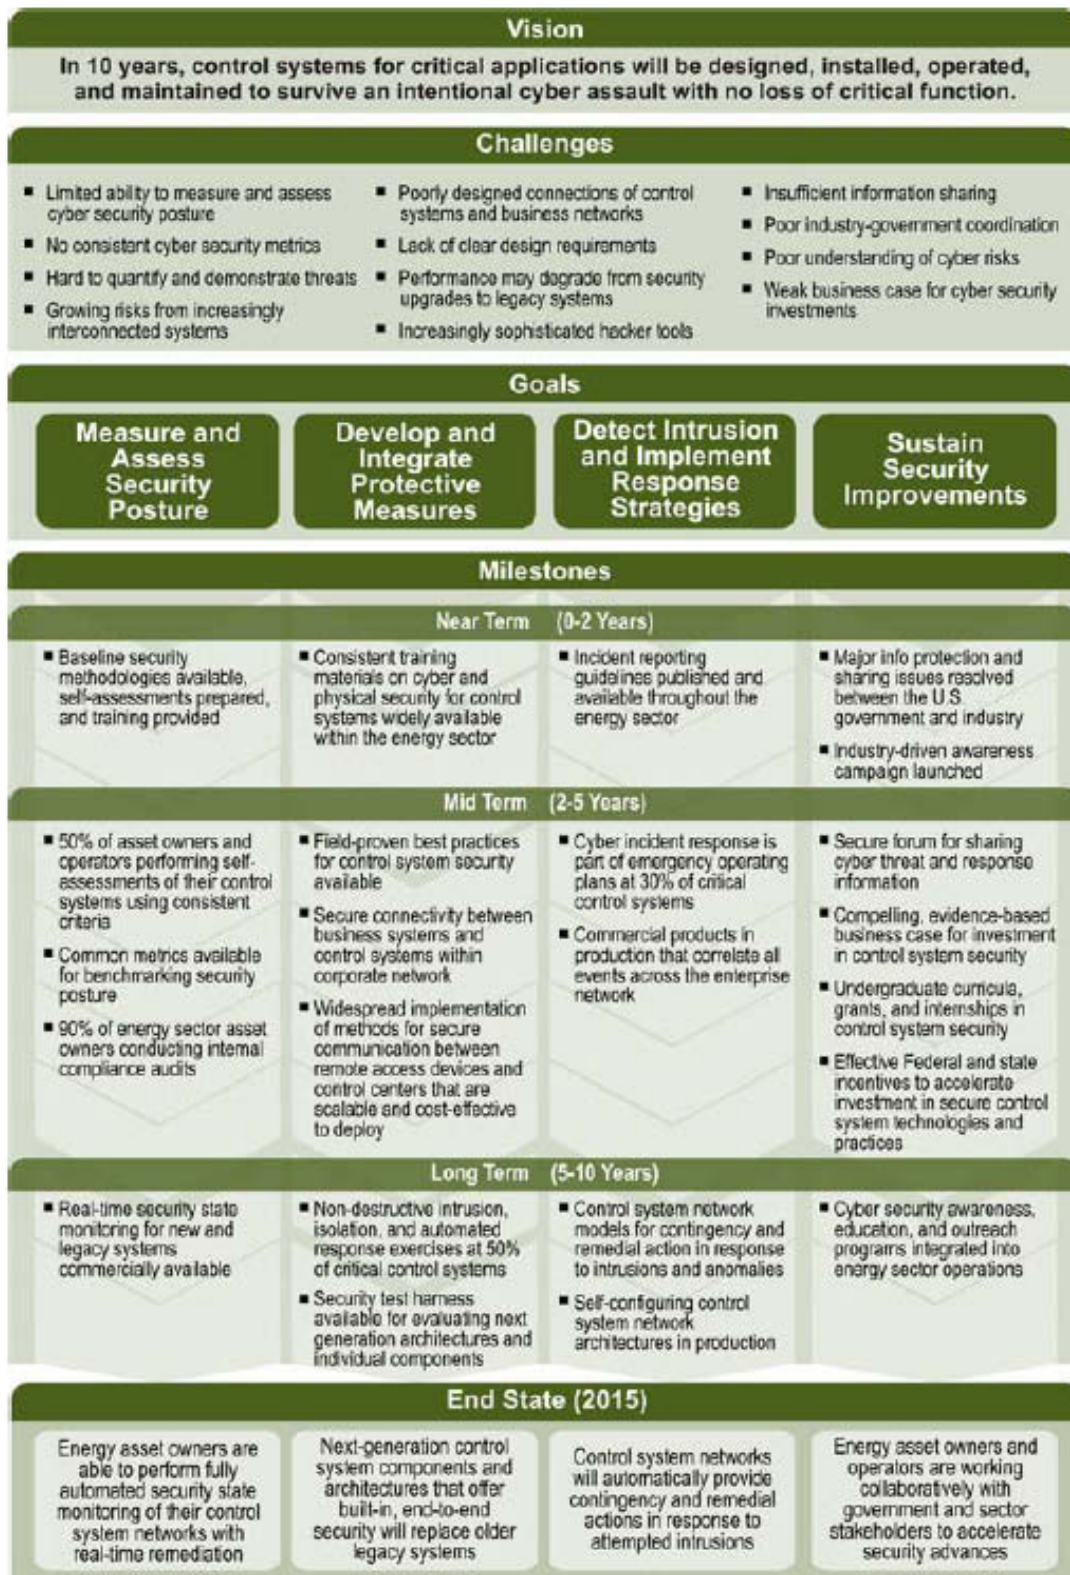 Vision
In 10 years, control systems for critical applications will be designed, installed, operated,
and maintained to survive an intentional cyber assault with no loss of critical function.
Challenges
■ Limited ability to measure and assess
cyber security posture
■ No consistent cyber security metrics
■ Hard to quantify and demonstrate threats
■ Growing risks from increasingly
interconnected systems
■ Poorly designed connections of control
systems and business networks
■ Lack of clear design requirements
■ Performance may degrade from security
upgrades to legacy systems
■ Increasingly sophisticated hacker tools
■ Insufficient information sharing
■ Poor industry-government coordination
■ Poor understanding of cyber risks
■ Weak business case for cyber security
investments
Goals
Measure and
Assess
Security
Posture
Develop and
Integrate
Protective
Measures
Detect Intrusion
and Implement
Response
Strategies
Sustain
Security
Improvements
Milestones
Near Term (0-2 Years)
■ Baseline security
methodologies available,
self-assessments prepared,
and training provided
■ Consistent training
materials on cyber and
physical security for control
systems widely available
within the energy sector
■ Incident reporting
guidelines published and
available throughout the
energy sector
■ Major info protection and
sharing issues resolved
between the U.S.
government and industry
■ Industry-driven awareness
campaign launched
Mid Term (2-5 Years)
■ 50% of asset owners and
operators performing self-
assessments of their control
systems using consistent
criteria
■ Common metrics available
for benchmarking security
posture
■ 90% of energy sector asset
owners conducting internal
compliance audits
■ Field-proven best practices
for control system security
available
■ Secure connectivity between
business systems and
control systems within
corporate network
■ Widespread implementation
of methods for secure
communication between
remote access devices and
control centers that are
scalable and cost-effective
to deploy
■ Cyber incident response is
part of emergency operating
plans at 30% of critical
control systems
■ Commercial products in
production that correlate all
events across the enterprise
network
■ Secure forum for sharing
cyber threat and response
information
■ Compelling, evidence-based
business case for investment
in control system security
■ Undergraduate curricula,
grants, and internships in
control system security
■ Effective Federal and state
incentives to accelerate
investment in secure control
system technologies and
practices
Long Term (5-10 Years)
■ Real-time security state
monitoring for new and
legacy systems
commercially available
■ Non-destructive intrusion,
isolation, and automated
response exercises at 50%
of critical control systems
■ Security test harness
available for evaluating next
generation architectures and
individual components
■ Control system network
models for contingency and
remedial action in response
to intrusions and anomalies
■ Self-configuring control
system network
architectures in production
■ Cyber security awareness,
education, and outreach
programs integrated into
energy sector operations
End State (2015)
Energy asset owners are
able to perform fully
automated security state
monitoring of their control
system networks with
real-time remediation
Next-generation control
system components and
architectures that offer
built-in, end-to-end
security will replace older
legacy systems
Control system networks
will automatically provide
contingency and remedial
actions in response to
attempted intrusions
Energy asset owners and
operators are working
collaboratively with
government and sector
stakeholders to accelerate
security advances